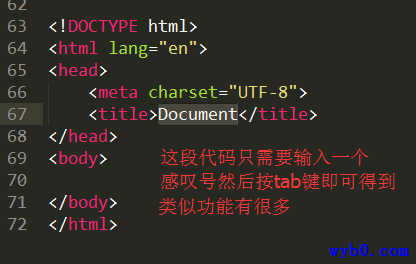 62
63 <!DOCTYPE html>
64 <html lang="en">
65 <head>
66 <meta charset="UTF-8">
67 <title>Document</title>
68 </head>
69 <body>
70
71 </body>
72 </html>
这段代码只需要输入一个
感叹号然后按tab键即可得到
类似功能有很多
wyb0.com